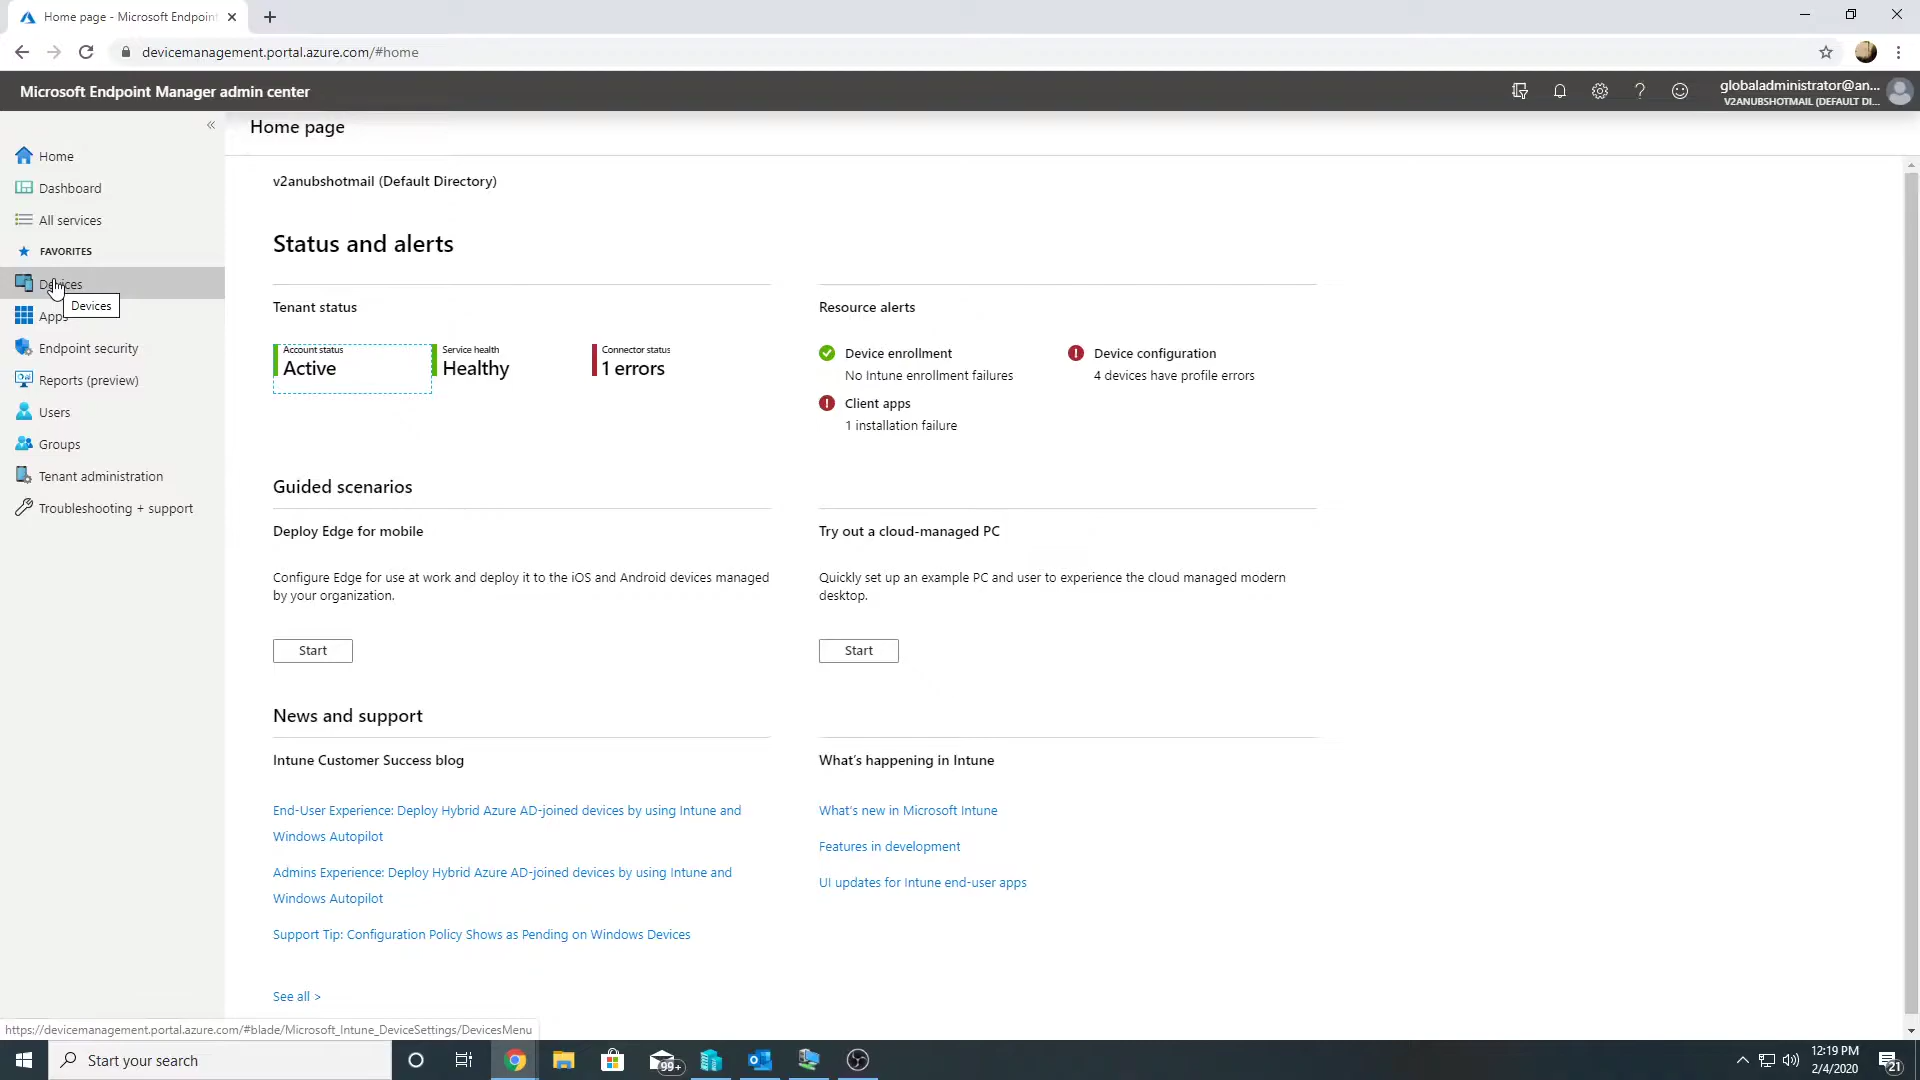 Home page - Microsoft Endpoint
devicemanagement.portal.azure.com/#home
Microsoft Endpoint Manager admin center
globaladministrator@an...
V2ANUBSHOTMAIL (DEFAULT DI...
Home page
Home
Dashboard
All services
FAVORITES
Devices
Devices
Apps
Endpoint security
Reports (preview)
Users
Groups
Tenant administration
Troubleshooting + support
v2anubshotmail (Default Directory)
Status and alerts
Tenant status
Account status
Active
Service health
Healthy
Connector status
1 errors
Resource alerts
Device enrollment
No Intune enrollment failures
Device configuration
4 devices have profile errors
Client apps
1 installation failure
Guided scenarios
Deploy Edge for mobile
Configure Edge for use at work and deploy it to the iOS and Android devices managed
by your organization.
Start
Try out a cloud-managed PC
Quickly set up an example PC and user to experience the cloud managed modern
desktop.
Start
News and support
Intune Customer Success blog
End-User Experience: Deploy Hybrid Azure AD-joined devices by using Intune and
Windows Autopilot
Admins Experience: Deploy Hybrid Azure AD-joined devices by using Intune and
Windows Autopilot
Support Tip: Configuration Policy Shows as Pending on Windows Devices
See all >
What's happening in Intune
What's new in Microsoft Intune
Features in development
UI updates for Intune end-user apps
https://devicemanagement.portal.azure.com/#blade/Microsoft_Intune_DeviceSettings/DevicesMenu
Start your search
99+
12:19 PM
2/4/2020
21